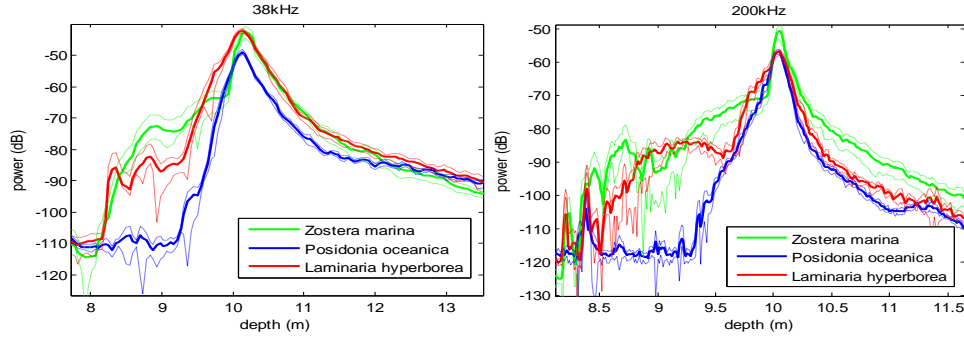 38kHz
-50
-60
-70
-80
-90
-100
-110
-120
power (dB)
8 9 10 11 12 13
depth (m)
Zostera marina
Posidonia oceanica
Laminaria hyperborea
200kHz
-50
-60
-70
-80
-90
-100
-110
-120
-130
power (dB)
8.5 9 9.5 10 10.5 11 11.5
depth (m)
Zostera marina
Posidonia oceanica
Laminaria hyperborea